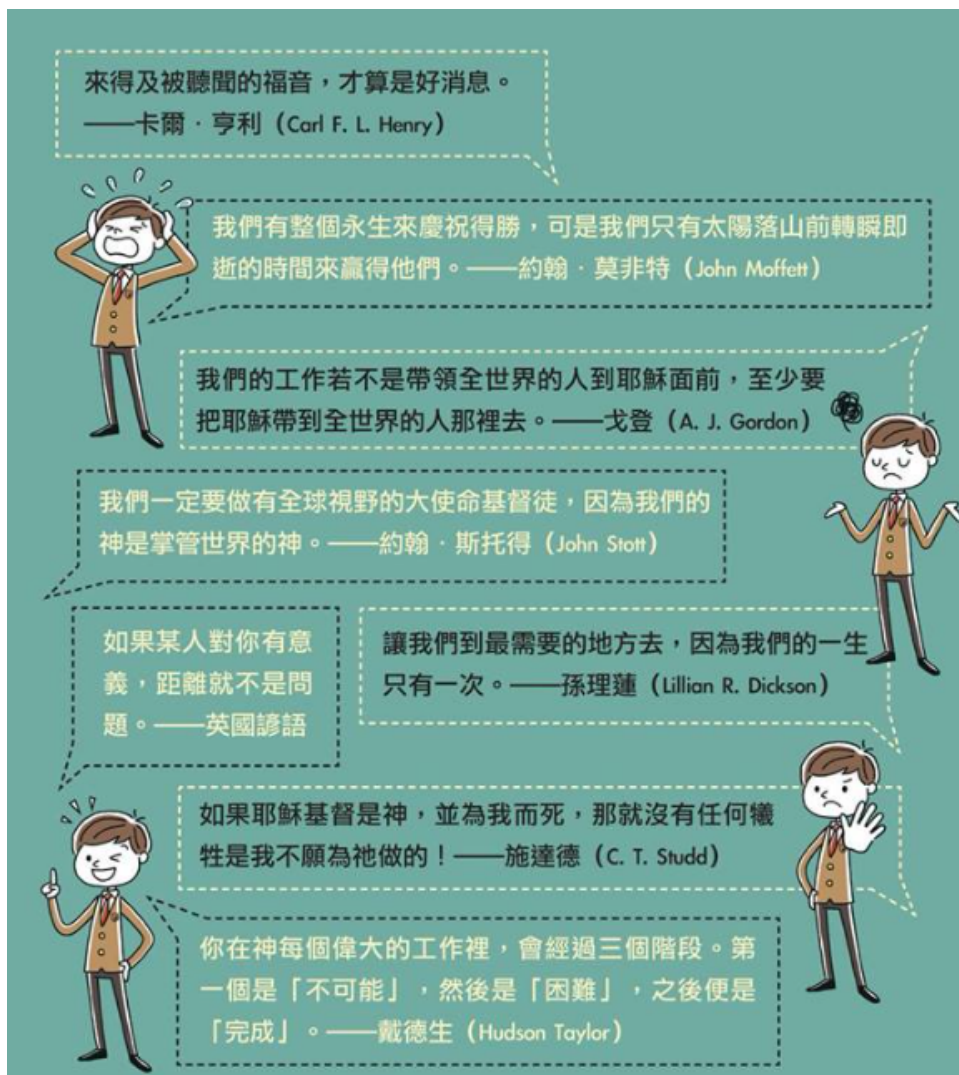 來得及被聽聞的福音，才算是好消息。
——卡爾．亨利（Carl F. L. Henry）
我們有整個永生來慶祝得勝，可是我們只有太陽落山前轉瞬即
逝的時間來贏得他們。——約翰．莫非特（John Moffett）
我們的工作若不是帶領全世界的人到耶穌面前，至少要
把耶穌帶到全世界的人那裡去。——戈登（A. J. Gordon）
我們一定要做有全球視野的大使命基督徒，因為我們的
神是掌管世界的神。——約翰．斯托得（John Stott）
如果某人對你有意
義，距離就不是問
題。——英國諺語
讓我們到最需要的地方去，因為我們的一生
只有一次。——孫理蓮（Lillian R. Dickson）
如果耶穌基督是神，並為我而死，那就沒有任何犧
牲是我不願為祂做的！——施達德（C. T. Studd）
你在神每個偉大的工作裡，會經過三個階段。第
一個是「不可能」，然後是「困難」，之後便是
「完成」。——戴德生（Hudson Taylor）